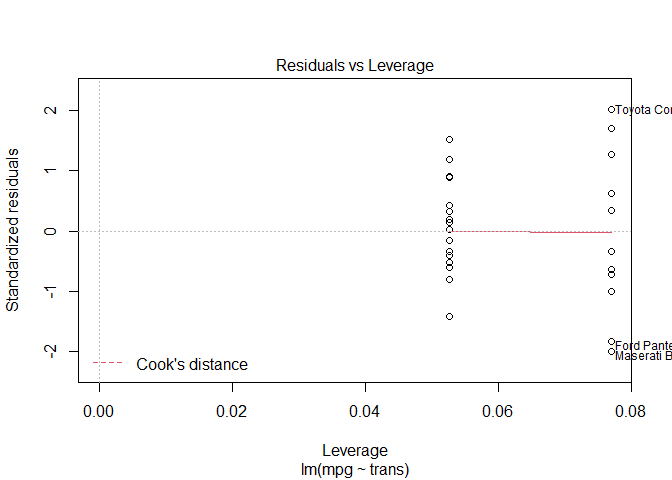 Residuals vs Leverage
Standardized residuals
2
1
0
-1
-2
Toyota Cor
Ford Pante
Maserati B
Cook's distance
0.00 0.02 0.04 0.06 0.08
Leverage
lm(mpg ~ trans)